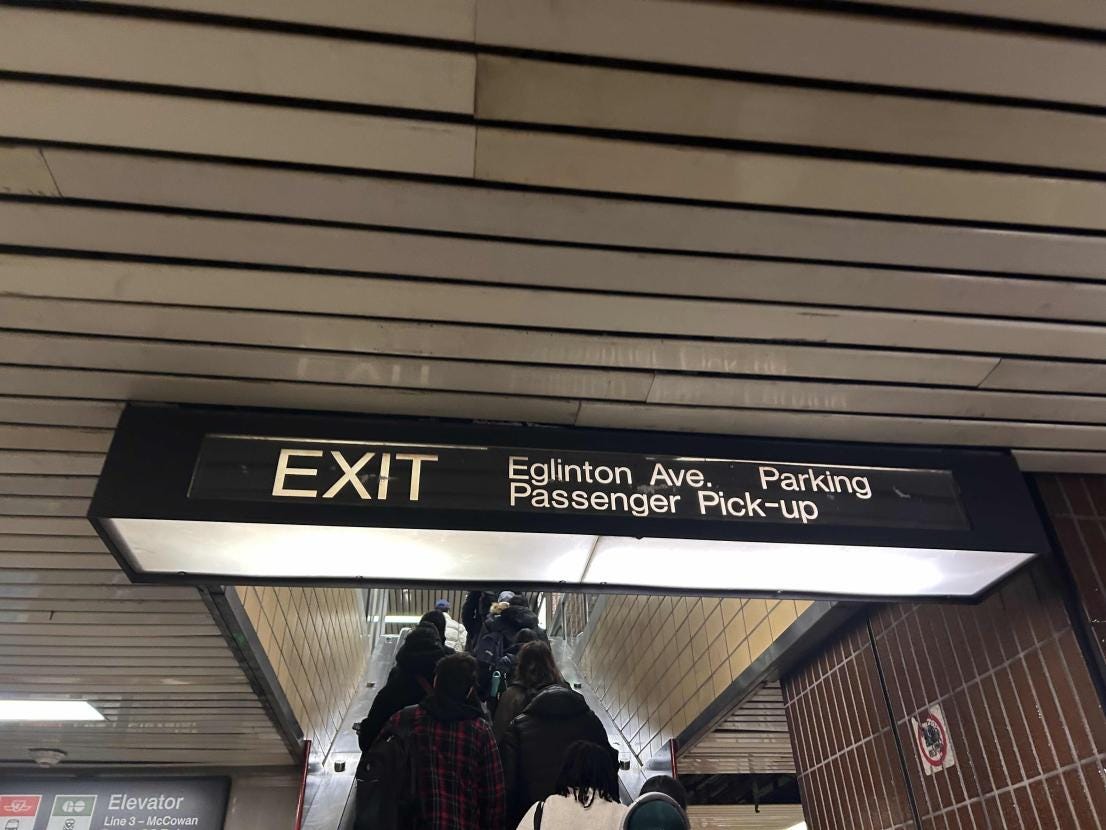 EXIT
Eglinton Ave. Parking
Passenger Pick-up
Elevator
Line 3 – McCowan